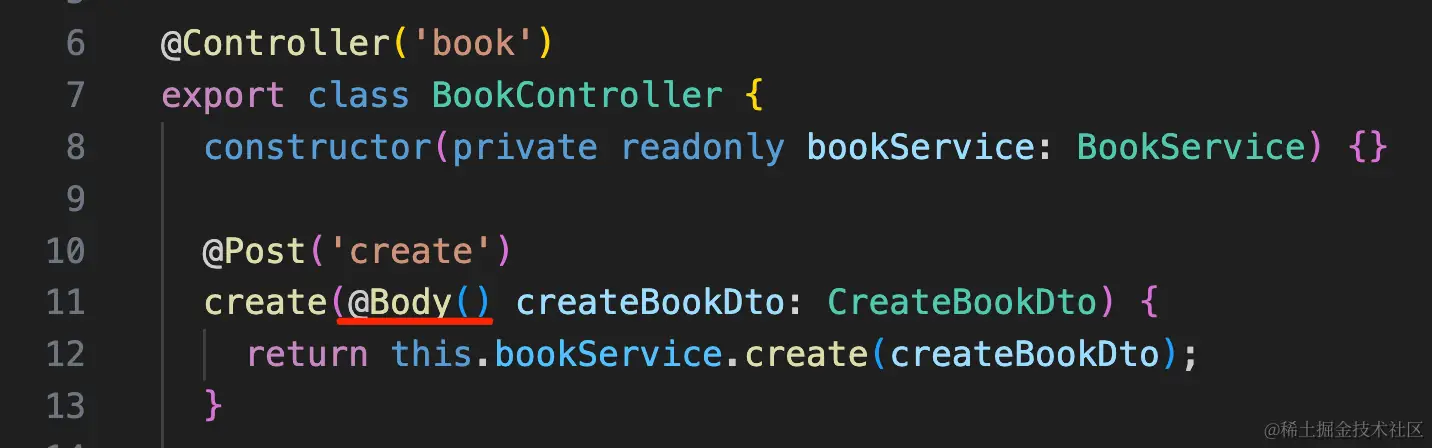 6 @Controller('book')
7 export class BookController {
8 constructor(private readonly bookService: BookService) {}
9
10 @Post('create')
11 create(@Body() createBookDto: CreateBookDto) {
12 return this.bookService.create(createBookDto);
13 }
@稀土掘金技术社区